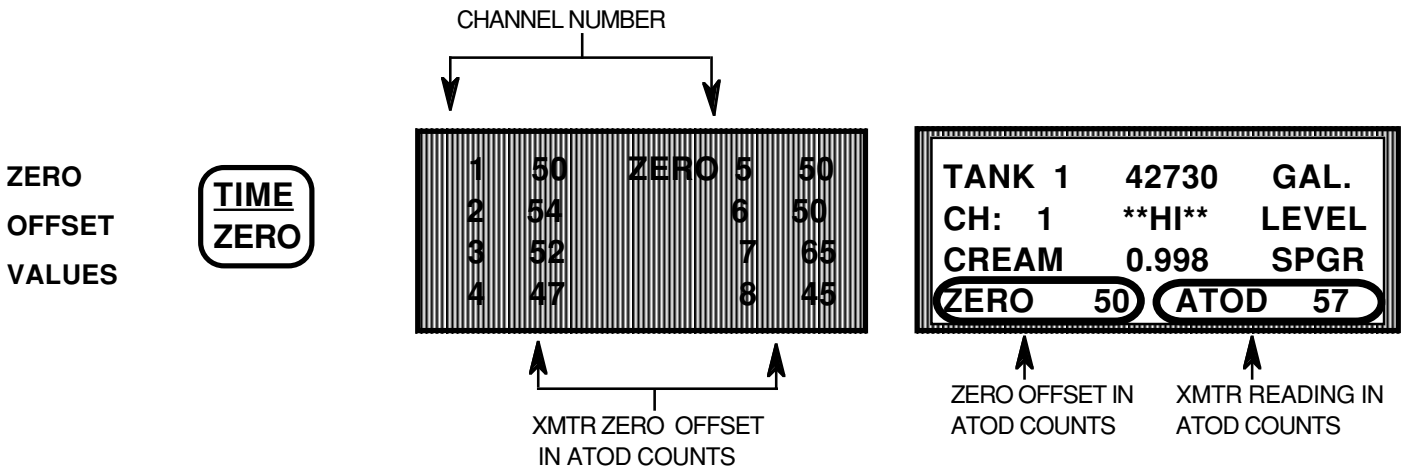 CHANNEL NUMBER
ZERO
OFFSET
VALUES
TIME
ZERO
1 50 ZERO 5 50
2 54 6 50
3 52 7 65
4 47 8 45
XMTR ZERO OFFSET
IN ATOD COUNTS
TANK 1 42730 GAL.
CH: 1 **HI** LEVEL
CREAM 0.998 SPGR
ZERO 50 ATOD 57
ZERO OFFSET IN
ATOD COUNTS
XMTR READING IN
ATOD COUNTS